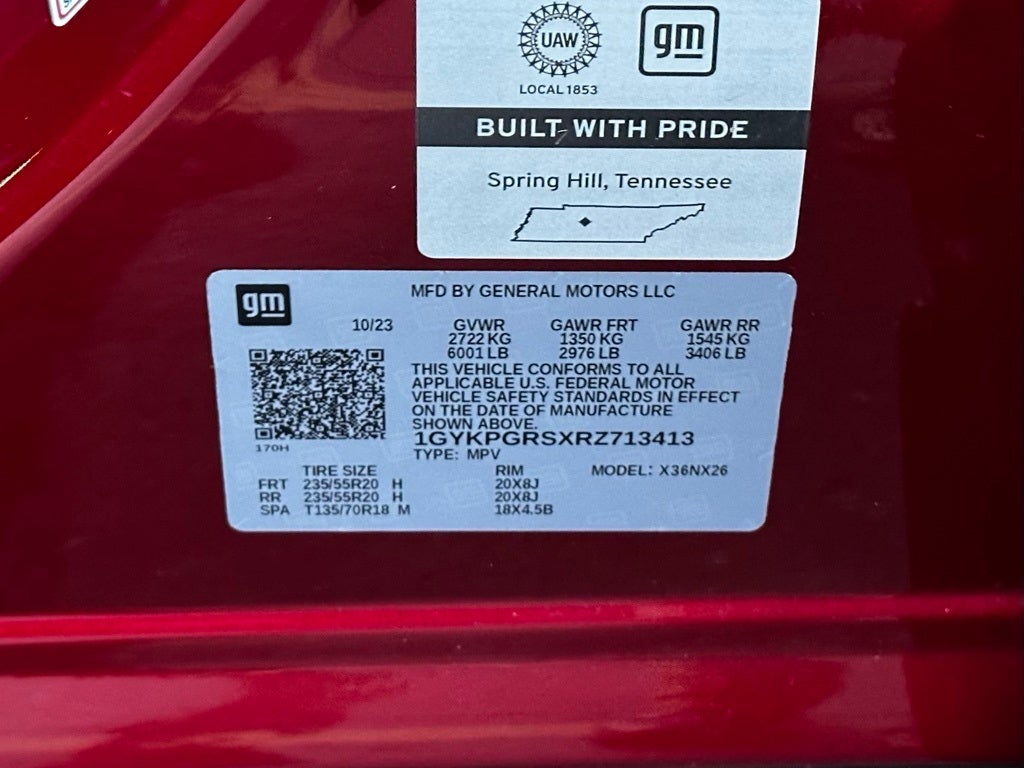 UAW
gm
LOCAL 1853
BUILT WITH PRIDE
Spring Hill, Tennessee
gm
MFD BY GENERAL MOTORS LLC
10/23 GVWR GAWR FRT GAWR RR
2722 KG 1350 KG 1545 KG
6001 LB 2976 LB 3406 LB
THIS VEHICLE CONFORMS TO ALL
APPLICABLE U.S. FEDERAL MOTOR
VEHICLE SAFETY STANDARDS IN EFFECT
ON THE DATE OF MANUFACTURE
SHOWN ABOVE.
1GYKPGRSXRZ713413
170H
TYPE: MPV
TIRE SIZE RIM MODEL: X36NX26
FRT 235/55R20 H 20X8J
RR 235/55R20 H 20X8J
SPA T135/70R18 M 18X4.5B